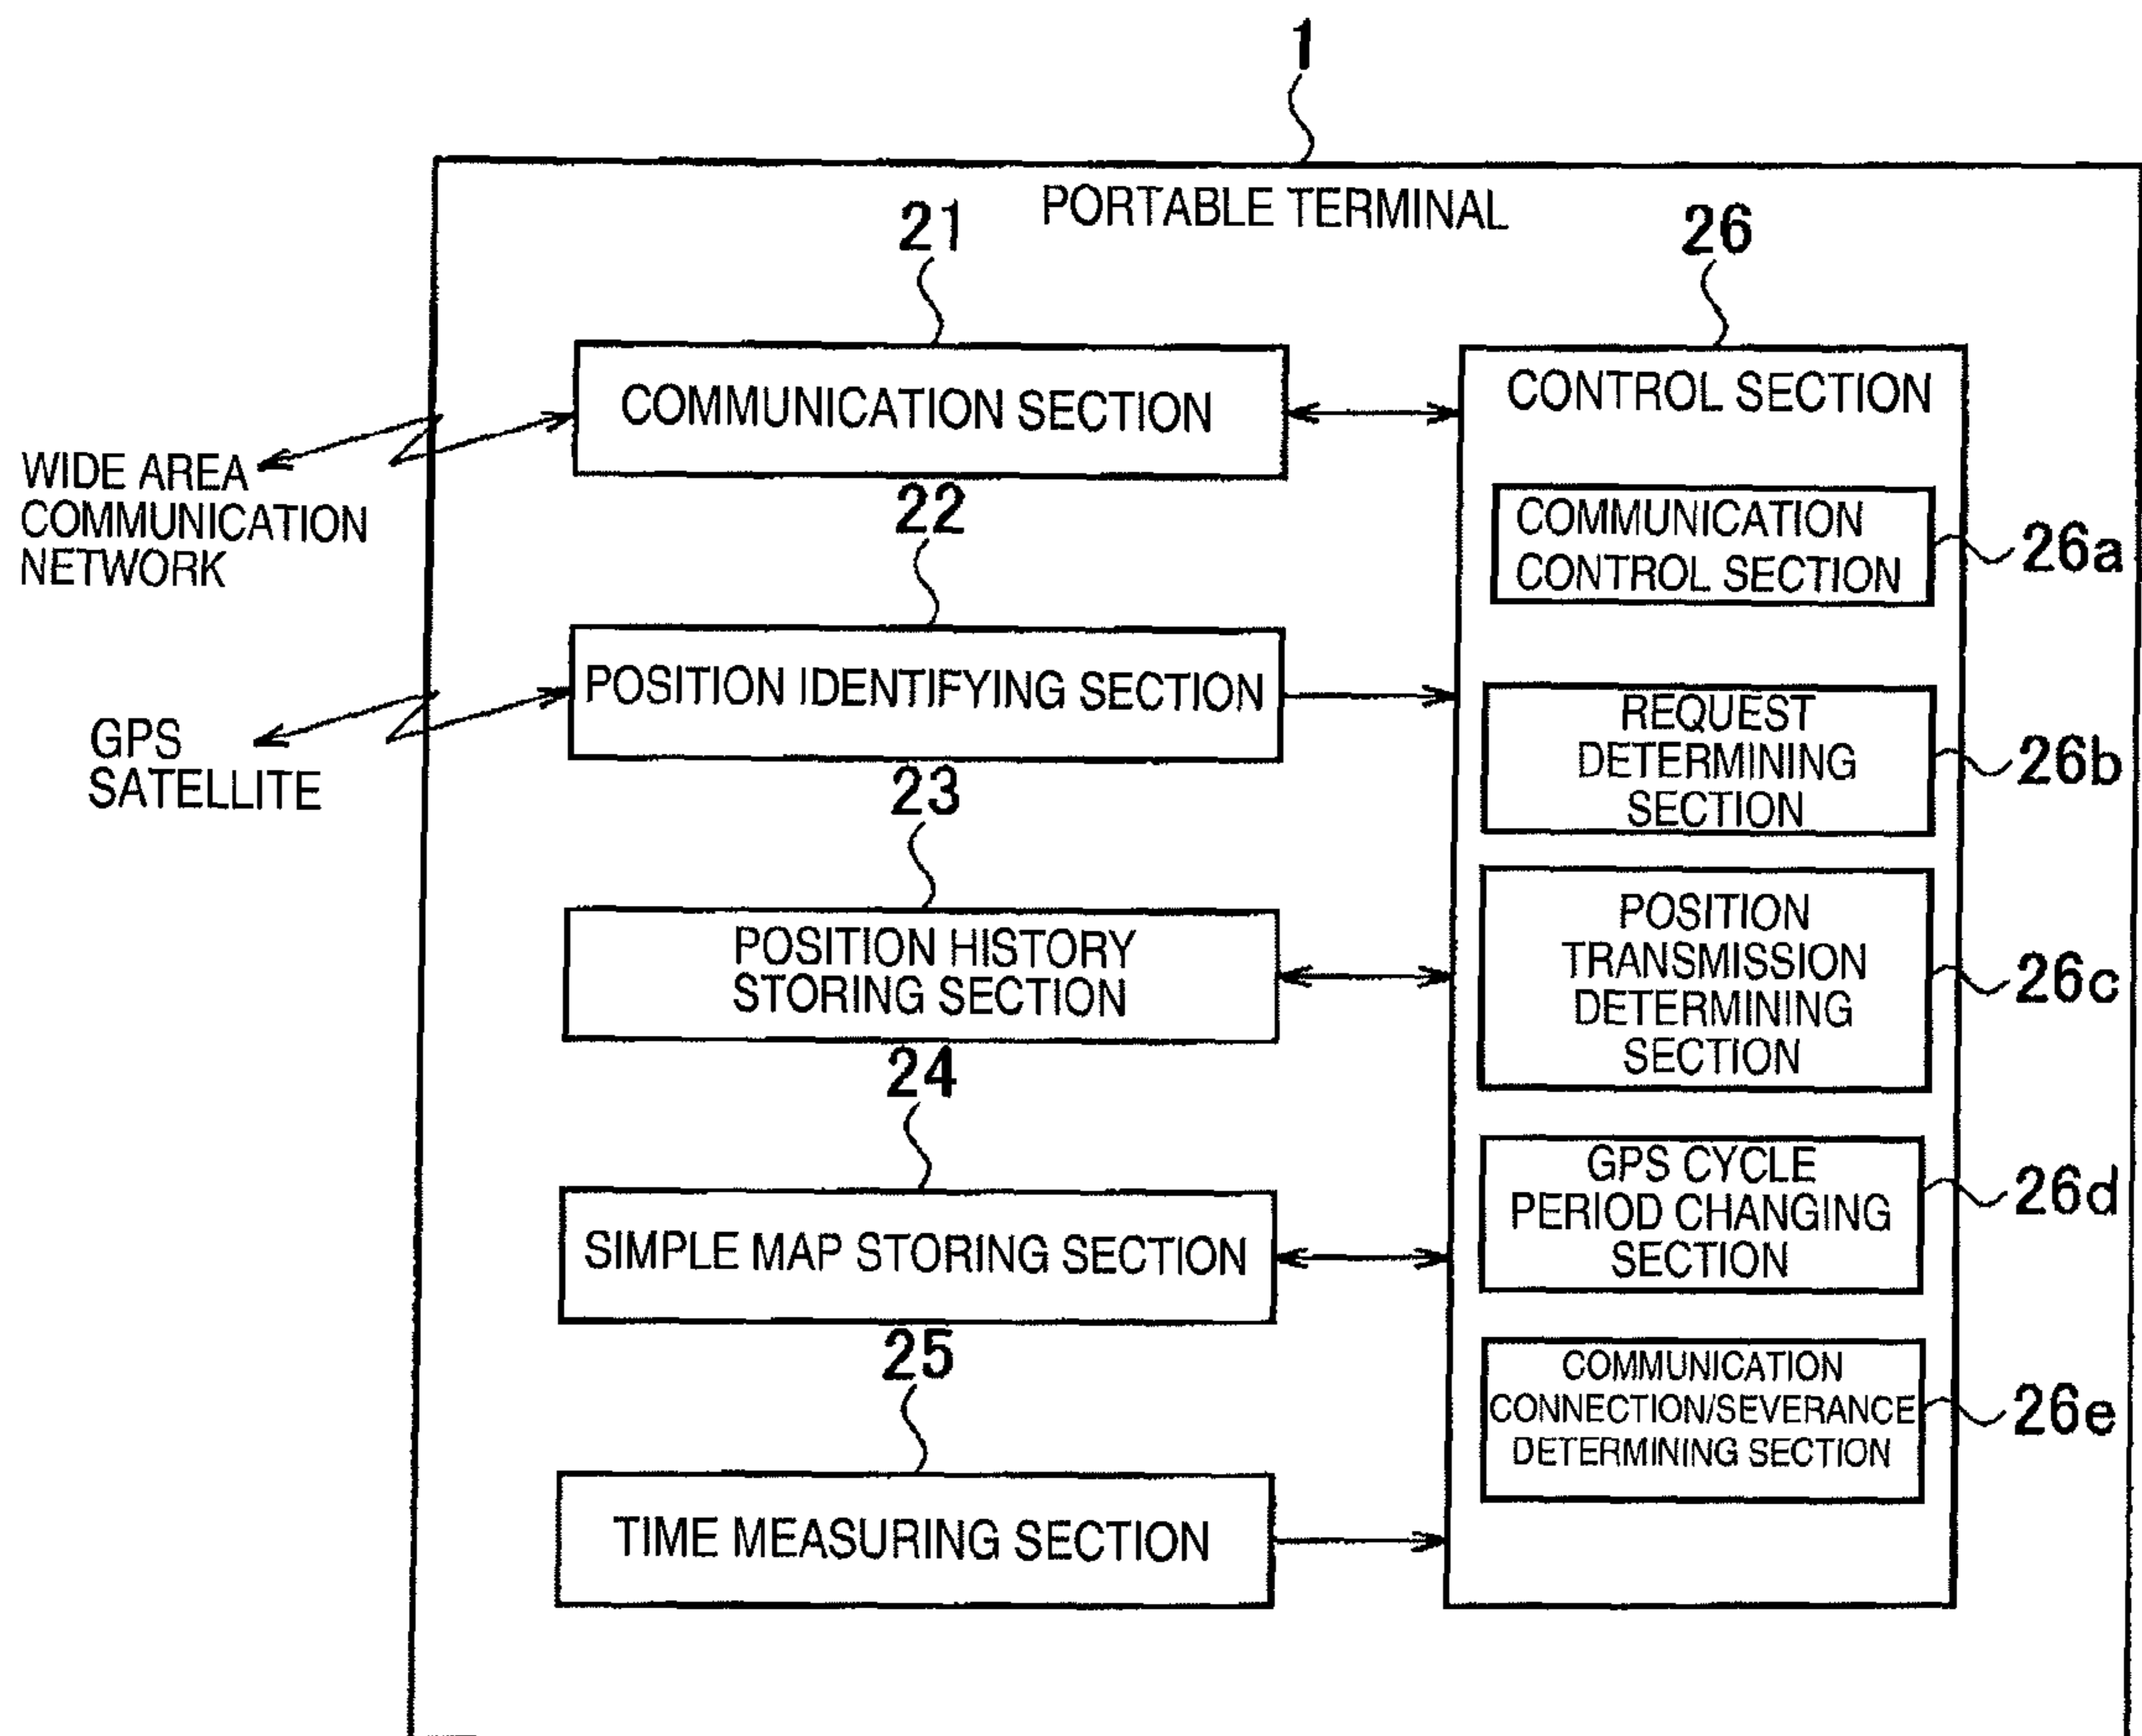 1
PORTABLE TERMINAL
21
26
COMMUNICATION SECTION
CONTROL SECTION
WIDE AREA
COMMUNICATION
NETWORK
22
COMMUNICATION
CONTROL SECTION
26a
POSITION IDENTIFYING SECTION
GPS
SATELLITE
REQUEST
DETERMINING
SECTION
26b
23
POSITION HISTORY
STORING SECTION
POSITION
TRANSMISSION
DETERMINING
SECTION
26c
24
SIMPLE MAP STORING SECTION
GPS CYCLE
PERIOD CHANGING
SECTION
26d
25
COMMUNICATION
CONNECTION/SEVERANCE
DETERMINING SECTION
26e
TIME MEASURING SECTION